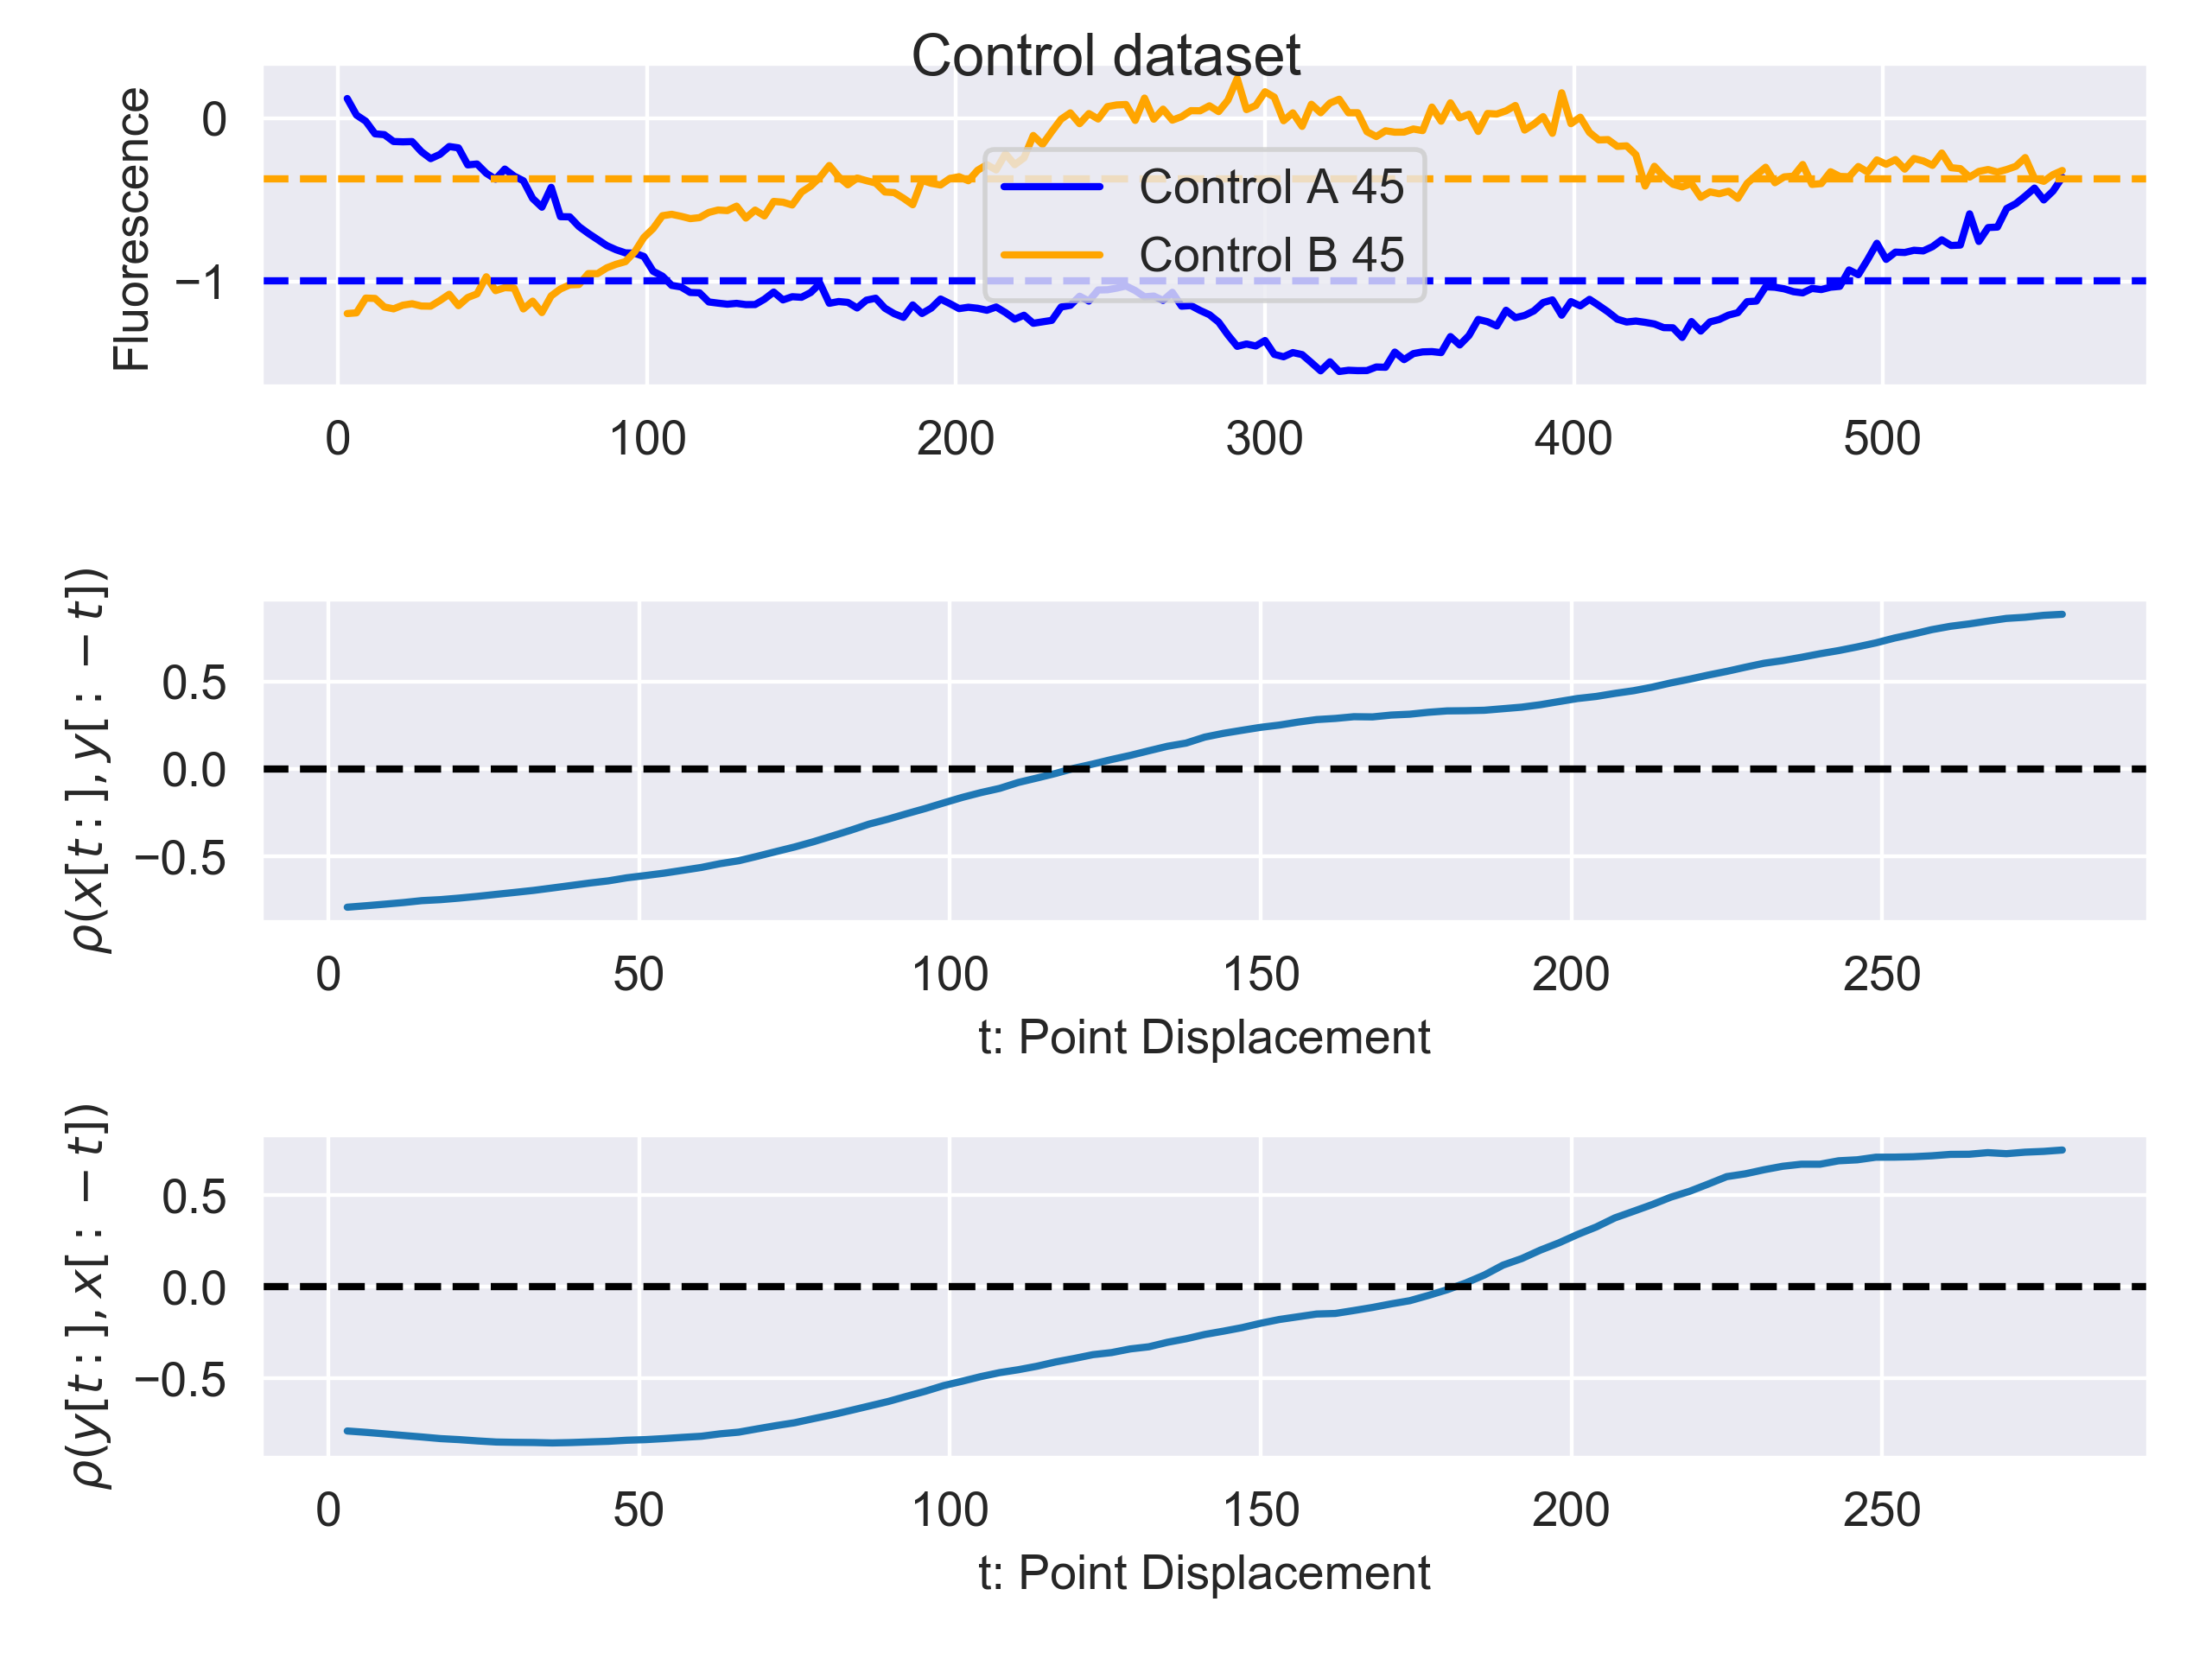 Control dataset
Fluorescence
0
−1
Control A 45
Control B 45
0 100 200 300 400 500
ρ(x[t:], y[:−t])
0.5
0.0
−0.5
0 50 100 150 200 250
t: Point Displacement
ρ(y[t:], x[:−t])
0.5
0.0
−0.5
0 50 100 150 200 250
t: Point Displacement